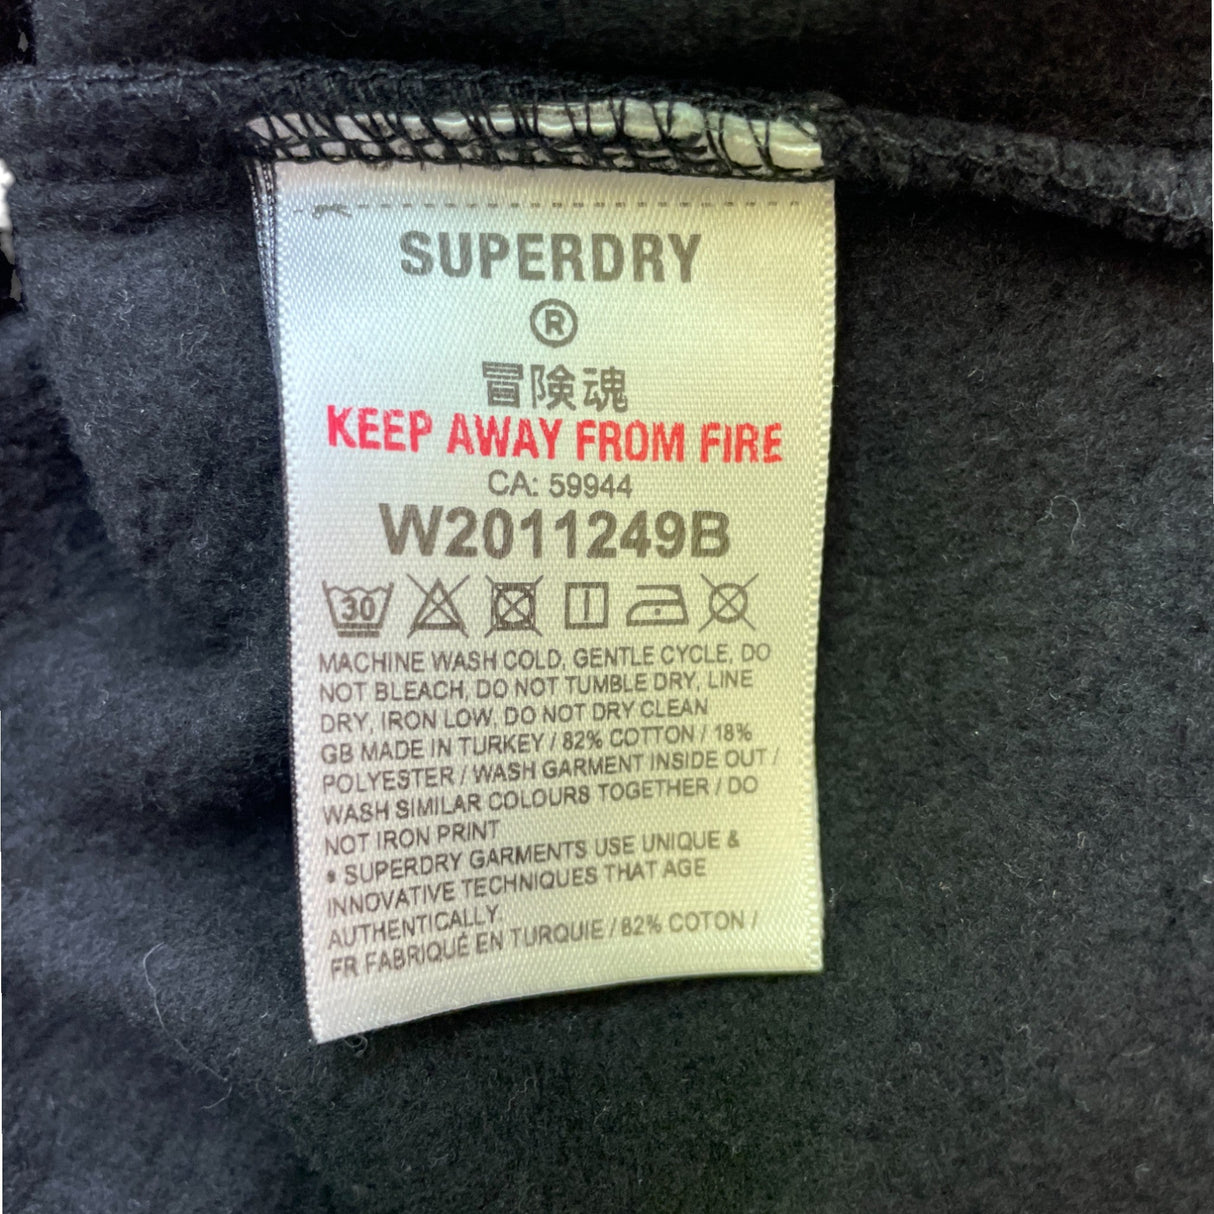 SUPERDRY
®
冒険魂
KEEP AWAY FROM FIRE
CA: 59944
W2011249B
30
MACHINE WASH COLD, GENTLE CYCLE, DO
NOT BLEACH, DO NOT TUMBLE DRY, LINE
DRY, IRON LOW, DO NOT DRY CLEAN
GB MADE IN TURKEY / 82% COTTON / 18%
POLYESTER / WASH GARMENT INSIDE OUT /
WASH SIMILAR COLOURS TOGETHER / DO
NOT IRON PRINT
• SUPERDRY GARMENTS USE UNIQUE &
INNOVATIVE TECHNIQUES THAT AGE
AUTHENTICALLY.
FR FABRIQUÉ EN TURQUIE / 82% COTON /